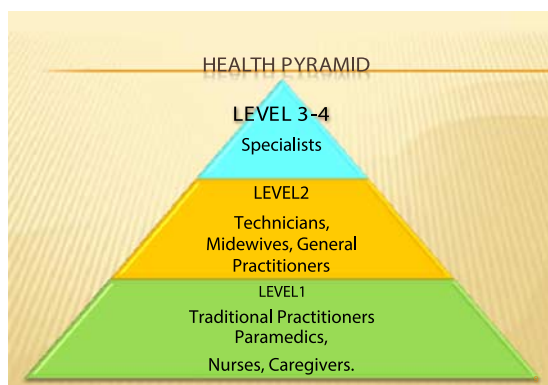 HEALTH PYRAMID
LEVEL 3-4
Specialists
LEVEL2
Technicians,
Midewives, General
Practitioners
LEVEL1
Traditional Practitioners
Paramedics,
Nurses, Caregivers.